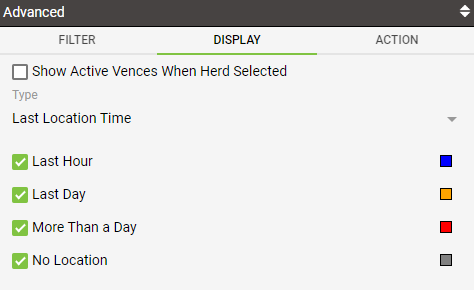 Advanced
FILTER DISPLAY ACTION
Show Active Vences When Herd Selected
Type
Last Location Time
Last Hour
Last Day
More Than a Day
No Location